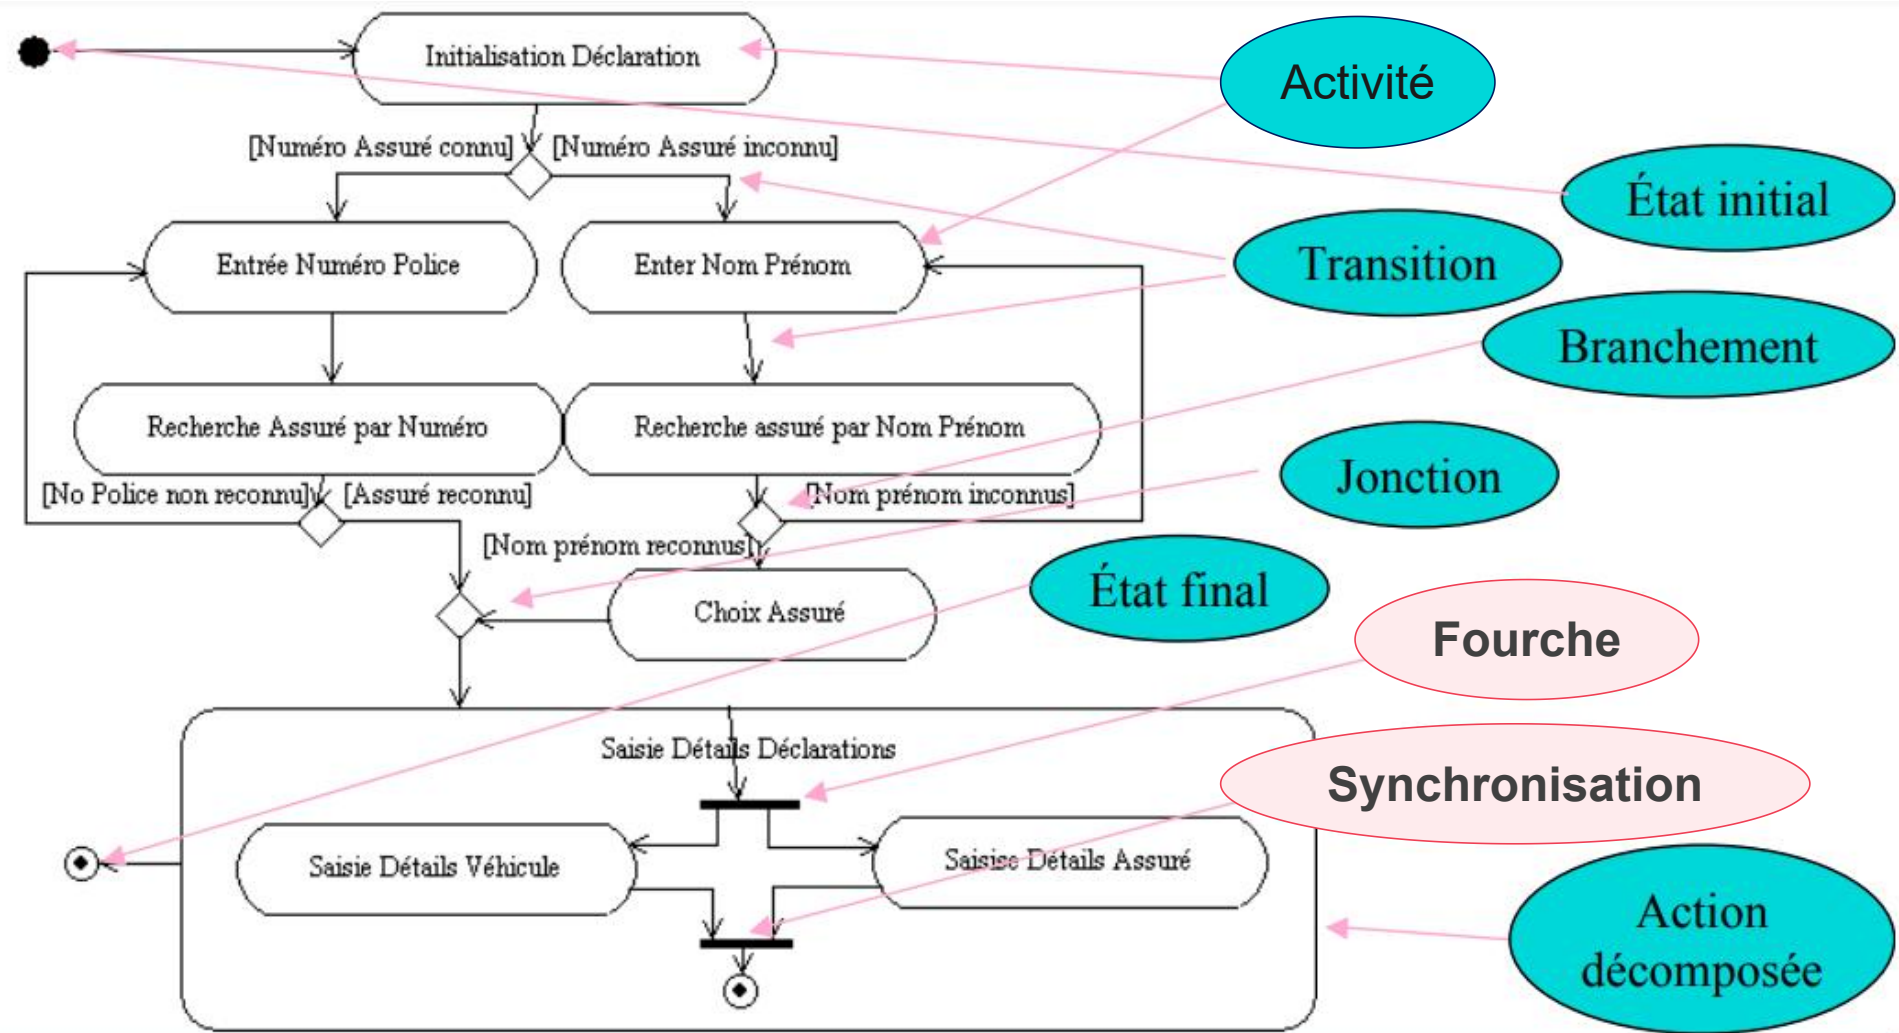 Initialisation Déclaration
Activité
[Numéro Assuré connu]
[Numéro Assuré inconnu]
État initial
Entrée Numéro Police
Enter Nom Prénom
Transition
Branchement
Recherche Assuré par Numéro
Recherche assuré par Nom Prénom
Jonction
[No Police non reconnu]
[Assuré reconnu]
[Nom prénom inconnus]
[Nom prénom reconnus]
État final
Choix Assuré
Fourche
Saisie Détails Déclarations
Synchronisation
Saisie Détails Véhicule
Saisise Détails Assuré
Action
décomposée